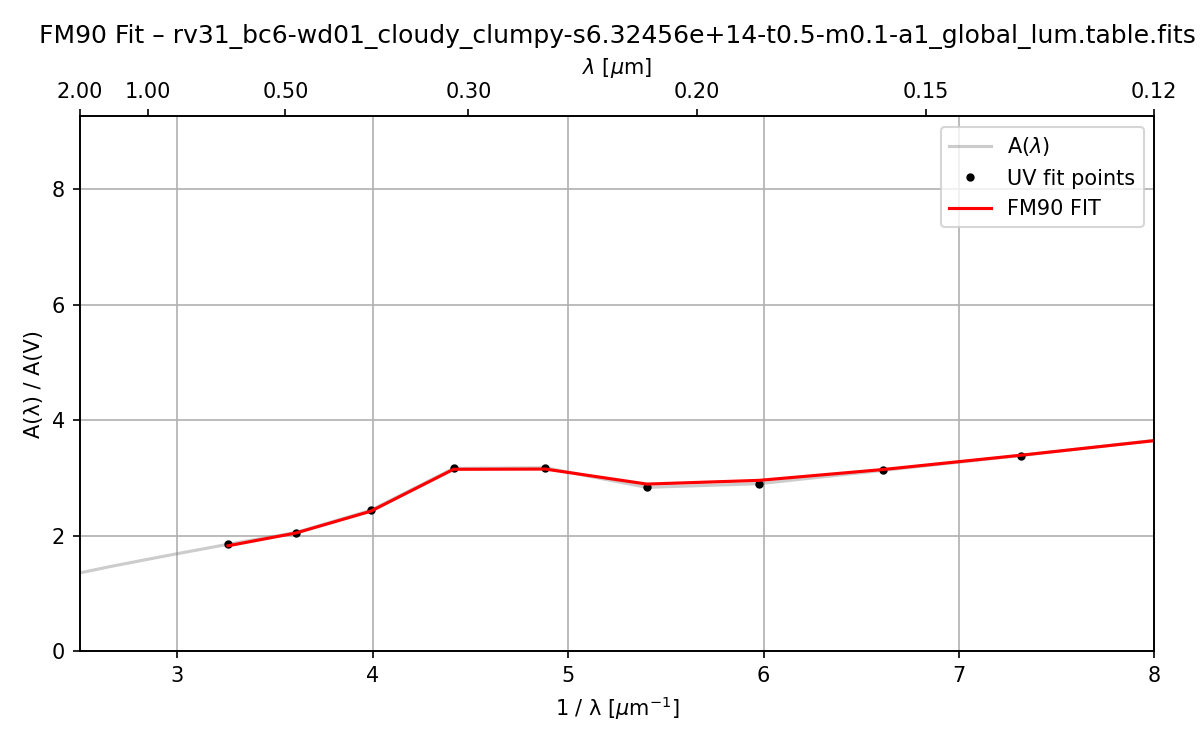 FM90 Fit – rv31_bc6-wd01_cloudy_clumpy-s6.32456e+14-t0.5-m0.1-a1_global_lum.table.fits
λ [μm]
2.00 1.00 0.50 0.30 0.20 0.15 0.12
A(λ)
UV fit points
FM90 FIT
8
6
4
2
0
A(λ) / A(V)
3 4 5 6 7 8
1 / λ [μm⁻¹]